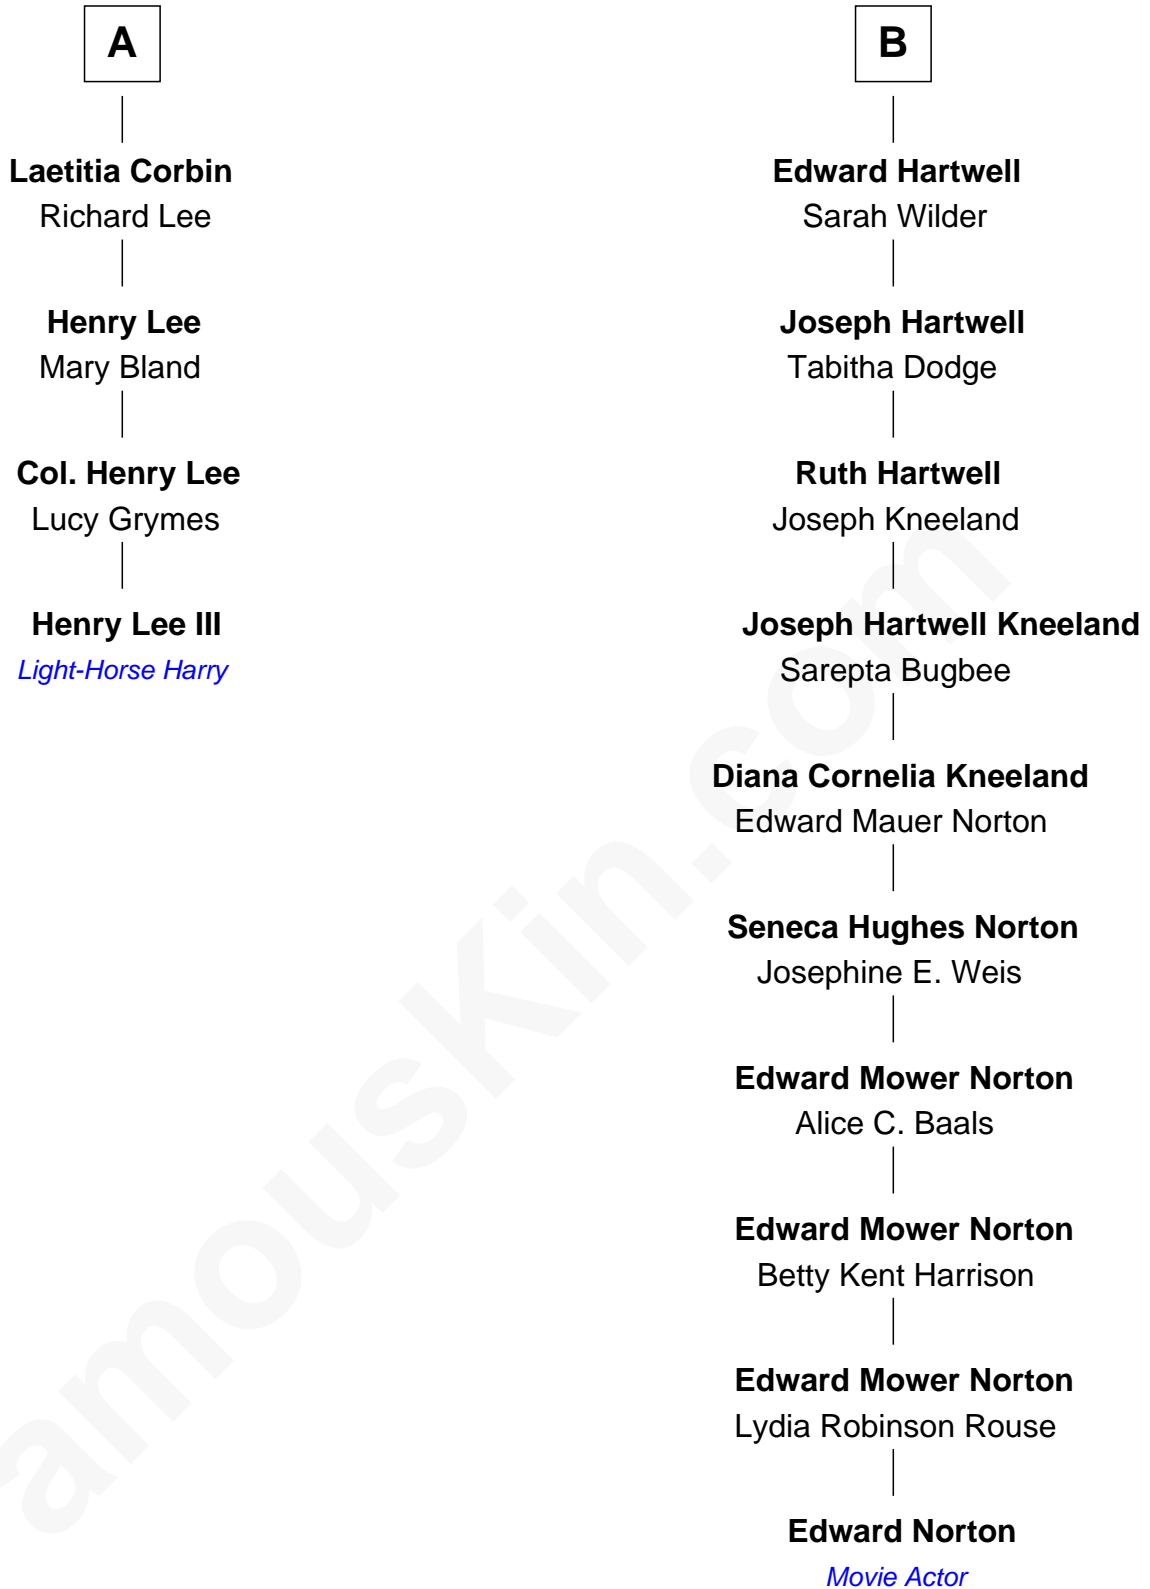 A
Laetitia Corbin
Richard Lee
Henry Lee
Mary Bland
Col. Henry Lee
Lucy Grymes
Henry Lee III
Light-Horse Harry
B
Edward Hartwell
Sarah Wilder
Joseph Hartwell
Tabitha Dodge
Ruth Hartwell
Joseph Kneeland
Joseph Hartwell Kneeland
Sarepta Bugbee
Diana Cornelia Kneeland
Edward Mauer Norton
Seneca Hughes Norton
Josephine E. Weis
Edward Mower Norton
Alice C. Baals
Edward Mower Norton
Betty Kent Harrison
Edward Mower Norton
Lydia Robinson Rouse
Edward Norton
Movie Actor
amousKin.com